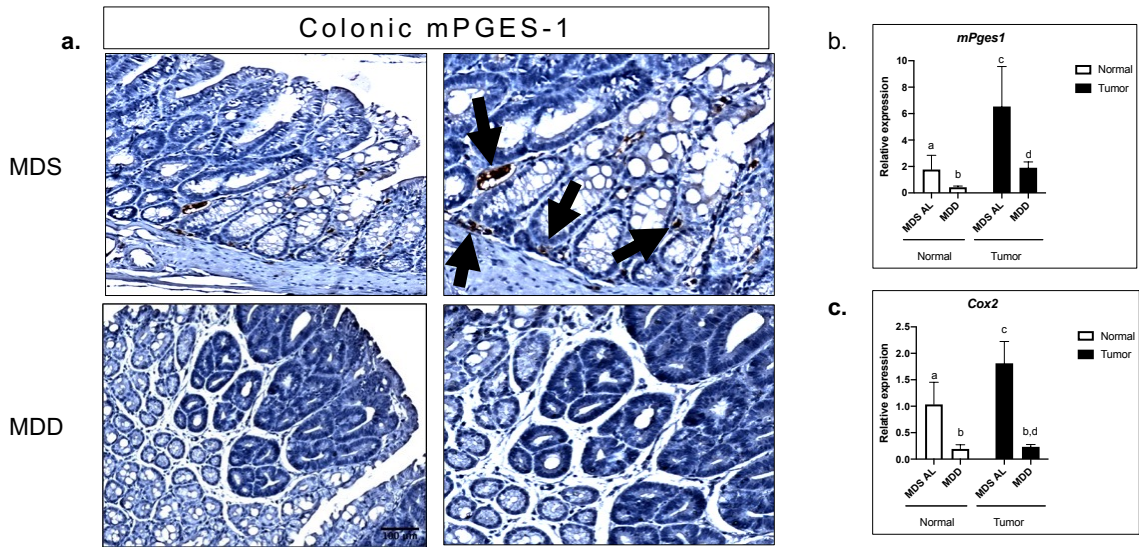 a.
Colonic mPGES-1
MDS
MDD
100 μm
b.
mPges1
Relative expression
10
8
6
4
2
0
a
b
c
d
MDS AL
MDD
MDS AL
MDD
Normal
Tumor
Normal
Tumor
c.
Cox2
Relative expression
2.5
2.0
1.5
1.0
0.5
0.0
a
b
c
b,d
MDS AL
MDD
MDS AL
MDD
Normal
Tumor
Normal
Tumor